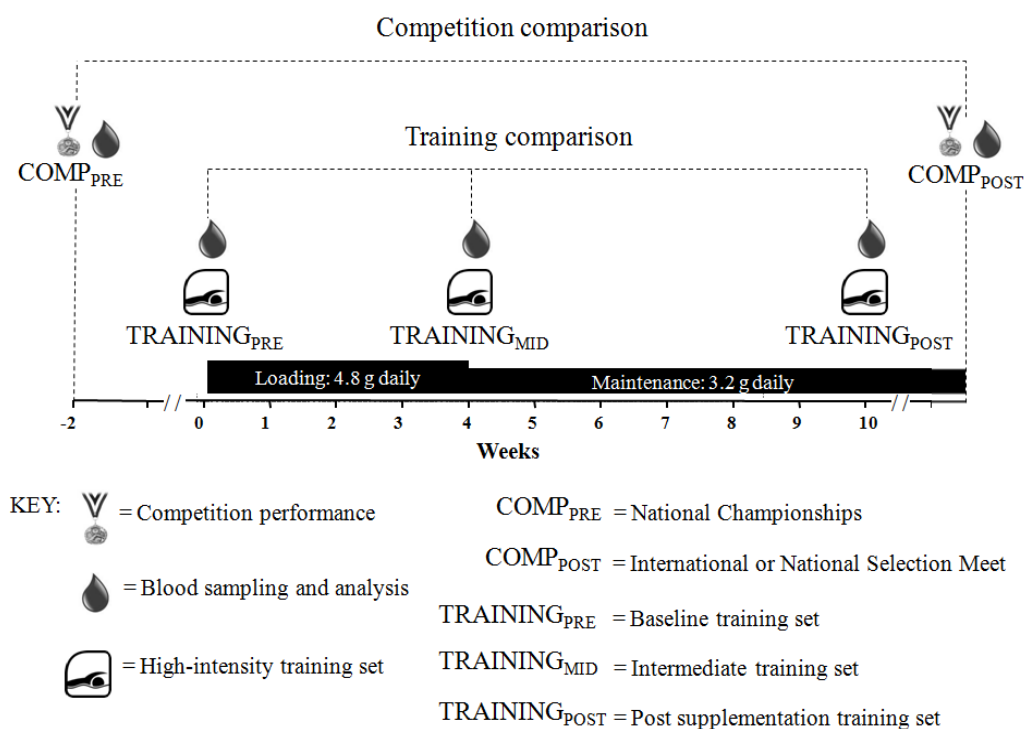 Competition comparison
Training comparison
COMPPRE
COMPPOST
TRAININGPRE
TRAININGMID
TRAININGPOST
Loading: 4.8 g daily
Maintenance: 3.2 g daily
-2 // 0 1 2 3 4 5 6 7 8 9 10 //
Weeks
KEY:
= Competition performance
= Blood sampling and analysis
= High-intensity training set
COMPPRE = National Championships
COMPPOST = International or National Selection Meet
TRAININGPRE = Baseline training set
TRAININGMID = Intermediate training set
TRAININGPOST = Post supplementation training set